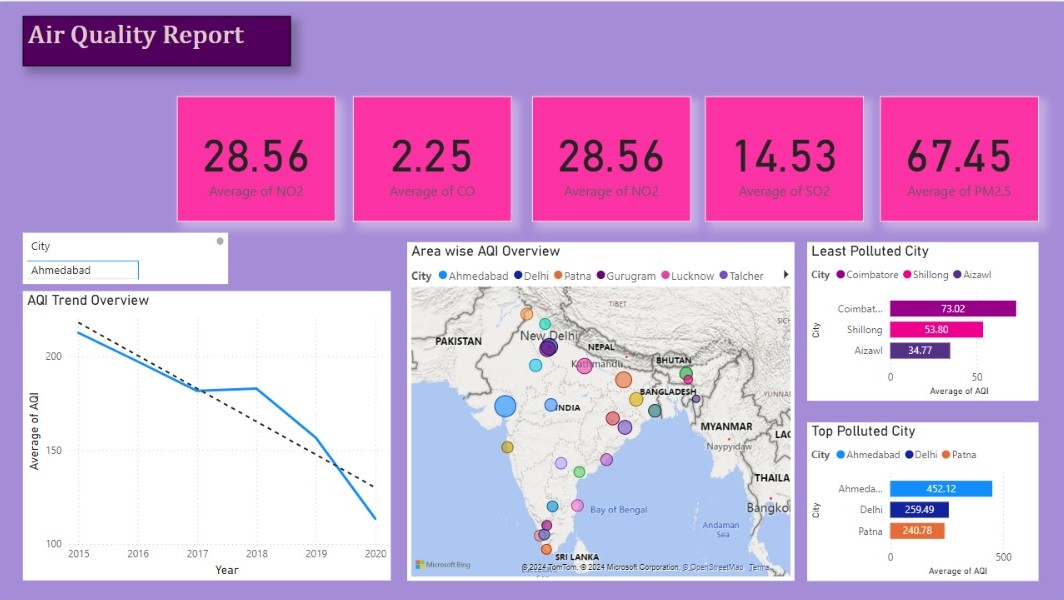 Air Quality Report
28.56
Average of NO2
2.25
Average of CO
28.56
Average of NO2
14.53
Average of SO2
67.45
Average of PM2.5
City
Ahmedabad
AQI Trend Overview
Average of AQI
200
150
100
2015 2016 2017 2018 2019 2020
Year
Area wise AQI Overview
City Ahmedabad Delhi Patna Gurugram Lucknow Talcher
TIBET
New Delhi
PAKISTAN
NEPAL
Kathmandu
BHUTAN
BANGLADESH
INDIA
MYANMAR
Naypyidaw
THAILA
Bangko
Bay of Bengal
Andaman
Sea
SRI LANKA
Microsoft Bing
© 2024 TomTom, © 2024 Microsoft Corporation, © OpenStreetMap Terms
Least Polluted City
City Coimbatore Shillong Aizawl
City
Coimbat... 73.02
Shillong 53.80
Aizawl 34.77
0 50
Average of AQI
Top Polluted City
City Ahmedabad Delhi Patna
City
Ahmeda... 452.12
Delhi 259.49
Patna 240.78
0 500
Average of AQI